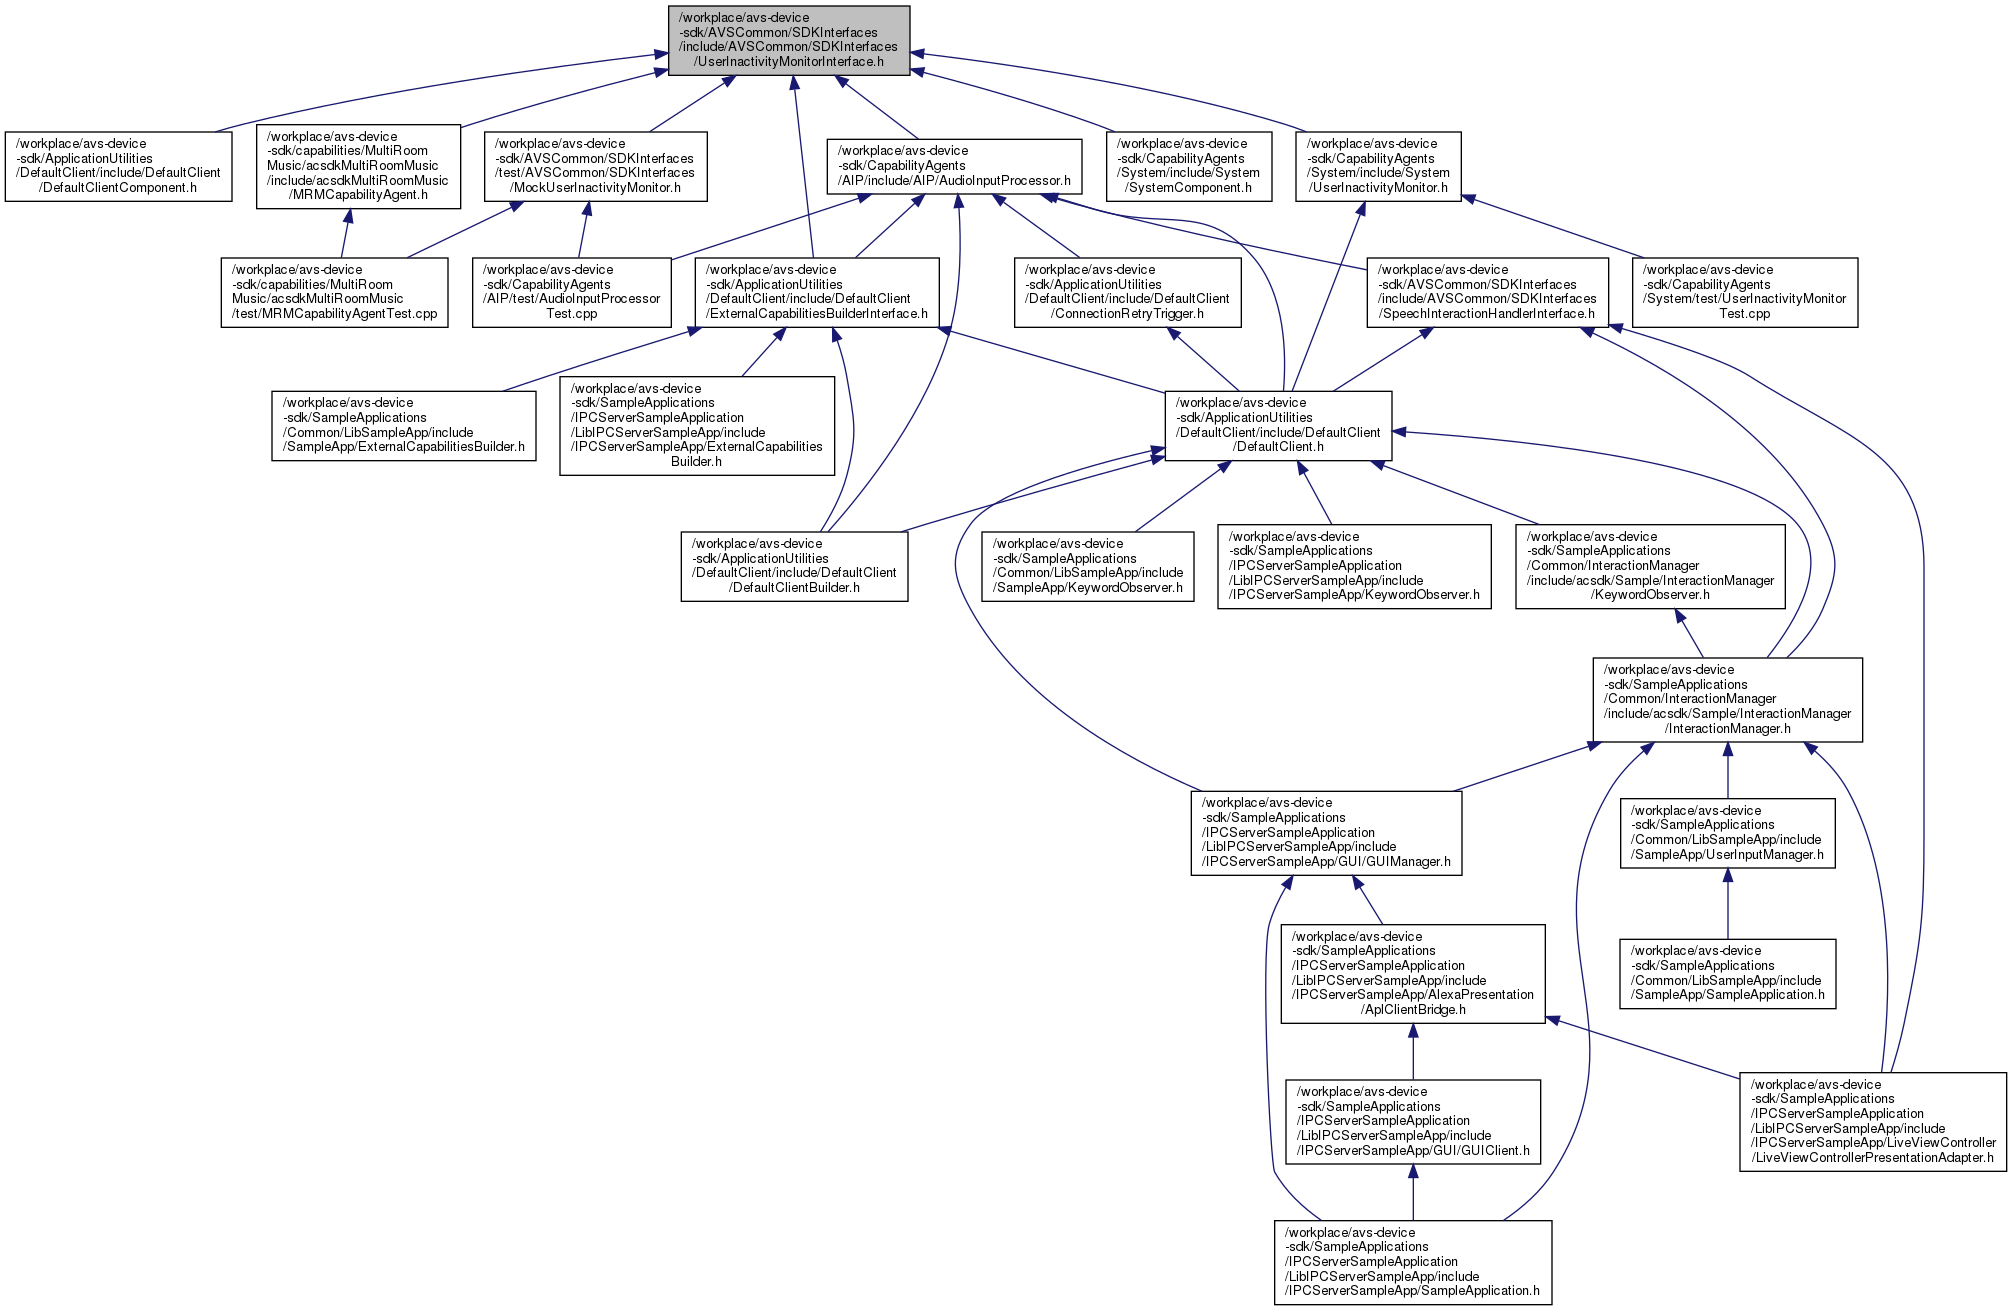 /workplace/avs-device
-sdk/AVSCommon/SDKInterfaces
/include/AVSCommon/SDKInterfaces
/UserInactivityMonitorInterface.h
/workplace/avs-device
-sdk/ApplicationUtilities
/DefaultClient/include/DefaultClient
/DefaultClientComponent.h
/workplace/avs-device
-sdk/capabilities/MultiRoom
Music/acsdkMultiRoomMusic
/include/acsdkMultiRoomMusic
/MRMCapabilityAgent.h
/workplace/avs-device
-sdk/AVSCommon/SDKInterfaces
/test/AVSCommon/SDKInterfaces
/MockUserInactivityMonitor.h
/workplace/avs-device
-sdk/CapabilityAgents
/AIP/include/AIP/AudioInputProcessor.h
/workplace/avs-device
-sdk/CapabilityAgents
/System/include/System
/SystemComponent.h
/workplace/avs-device
-sdk/CapabilityAgents
/System/include/System
/UserInactivityMonitor.h
/workplace/avs-device
-sdk/capabilities/MultiRoom
Music/acsdkMultiRoomMusic
/test/MRMCapabilityAgentTest.cpp
/workplace/avs-device
-sdk/CapabilityAgents
/AIP/test/AudioInputProcessor
Test.cpp
/workplace/avs-device
-sdk/ApplicationUtilities
/DefaultClient/include/DefaultClient
/ExternalCapabilitiesBuilderInterface.h
/workplace/avs-device
-sdk/ApplicationUtilities
/DefaultClient/include/DefaultClient
/ConnectionRetryTrigger.h
/workplace/avs-device
-sdk/AVSCommon/SDKInterfaces
/include/AVSCommon/SDKInterfaces
/SpeechInteractionHandlerInterface.h
/workplace/avs-device
-sdk/CapabilityAgents
/System/test/UserInactivityMonitor
Test.cpp
/workplace/avs-device
-sdk/SampleApplications
/Common/LibSampleApp/include
/SampleApp/ExternalCapabilitiesBuilder.h
/workplace/avs-device
-sdk/SampleApplications
/IPCServerSampleApplication
/LibIPCServerSampleApp/include
/IPCServerSampleApp/ExternalCapabilities
Builder.h
/workplace/avs-device
-sdk/ApplicationUtilities
/DefaultClient/include/DefaultClient
/DefaultClient.h
/workplace/avs-device
-sdk/ApplicationUtilities
/DefaultClient/include/DefaultClient
/DefaultClientBuilder.h
/workplace/avs-device
-sdk/SampleApplications
/Common/LibSampleApp/include
/SampleApp/KeywordObserver.h
/workplace/avs-device
-sdk/SampleApplications
/IPCServerSampleApplication
/LibIPCServerSampleApp/include
/IPCServerSampleApp/KeywordObserver.h
/workplace/avs-device
-sdk/SampleApplications
/Common/InteractionManager
/include/acsdk/Sample/InteractionManager
/KeywordObserver.h
/workplace/avs-device
-sdk/SampleApplications
/Common/InteractionManager
/include/acsdk/Sample/InteractionManager
/InteractionManager.h
/workplace/avs-device
-sdk/SampleApplications
/IPCServerSampleApplication
/LibIPCServerSampleApp/include
/IPCServerSampleApp/GUI/GUIManager.h
/workplace/avs-device
-sdk/SampleApplications
/Common/LibSampleApp/include
/SampleApp/UserInputManager.h
/workplace/avs-device
-sdk/SampleApplications
/IPCServerSampleApplication
/LibIPCServerSampleApp/include
/IPCServerSampleApp/AlexaPresentation
/AplClientBridge.h
/workplace/avs-device
-sdk/SampleApplications
/Common/LibSampleApp/include
/SampleApp/SampleApplication.h
/workplace/avs-device
-sdk/SampleApplications
/IPCServerSampleApplication
/LibIPCServerSampleApp/include
/IPCServerSampleApp/GUI/GUIClient.h
/workplace/avs-device
-sdk/SampleApplications
/IPCServerSampleApplication
/LibIPCServerSampleApp/include
/IPCServerSampleApp/LiveViewController
/LiveViewControllerPresentationAdapter.h
/workplace/avs-device
-sdk/SampleApplications
/IPCServerSampleApplication
/LibIPCServerSampleApp/include
/IPCServerSampleApp/SampleApplication.h